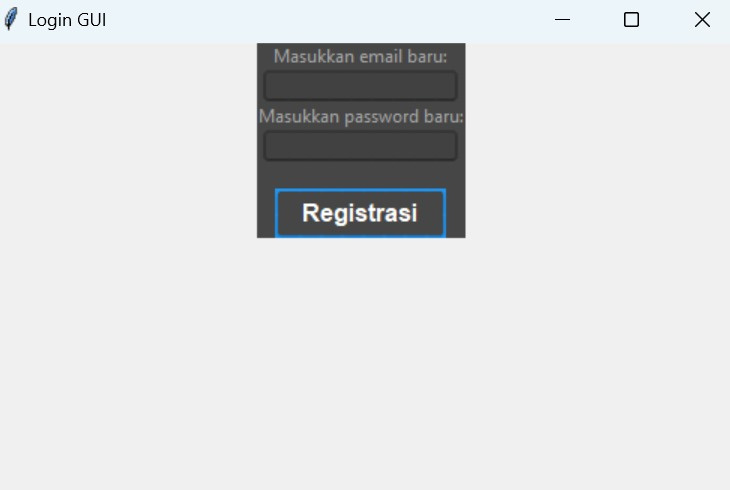 Login GUI
Masukkan email baru:
Masukkan password baru:
Registrasi